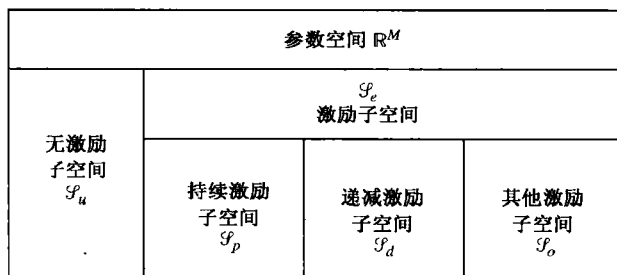 参数空间 ℝ^M
𝒮_e
激励子空间
无激励
子空间
𝒮_u
持续激励
子空间
𝒮_p
递减激励
子空间
𝒮_d
其他激励
子空间
𝒮_o